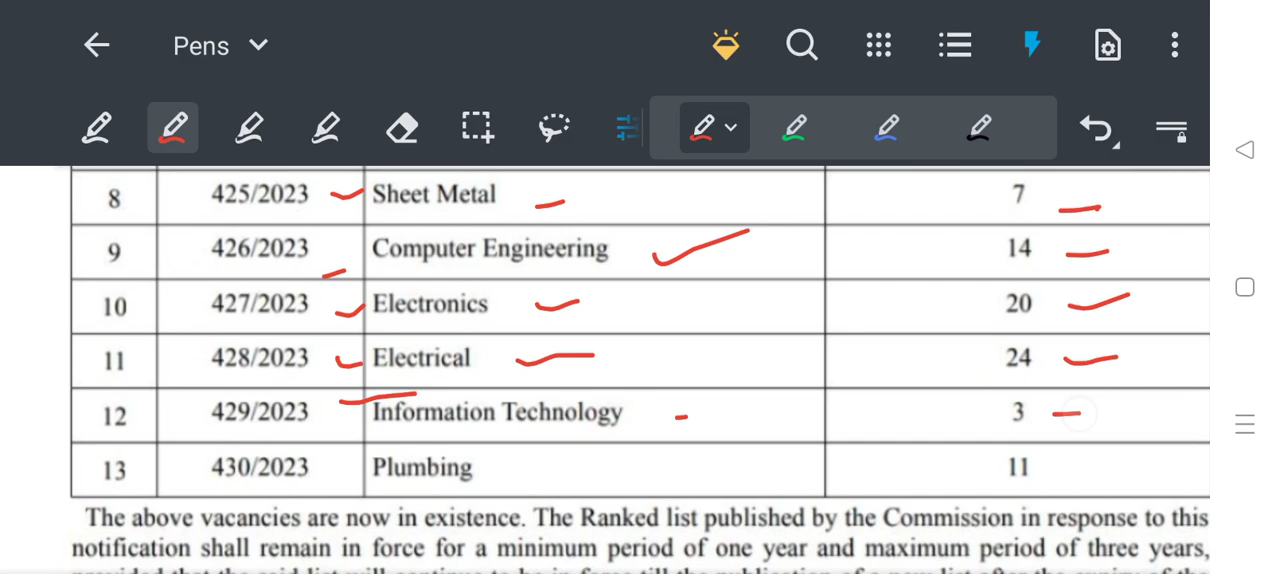 Pens
8 425/2023 Sheet Metal 7
9 426/2023 Computer Engineering 14
10 427/2023 Electronics 20
11 428/2023 Electrical 24
12 429/2023 Information Technology 3
13 430/2023 Plumbing 11
The above vacancies are now in existence. The Ranked list published by the Commission in response to this
notification shall remain in force for a minimum period of one year and maximum period of three years,